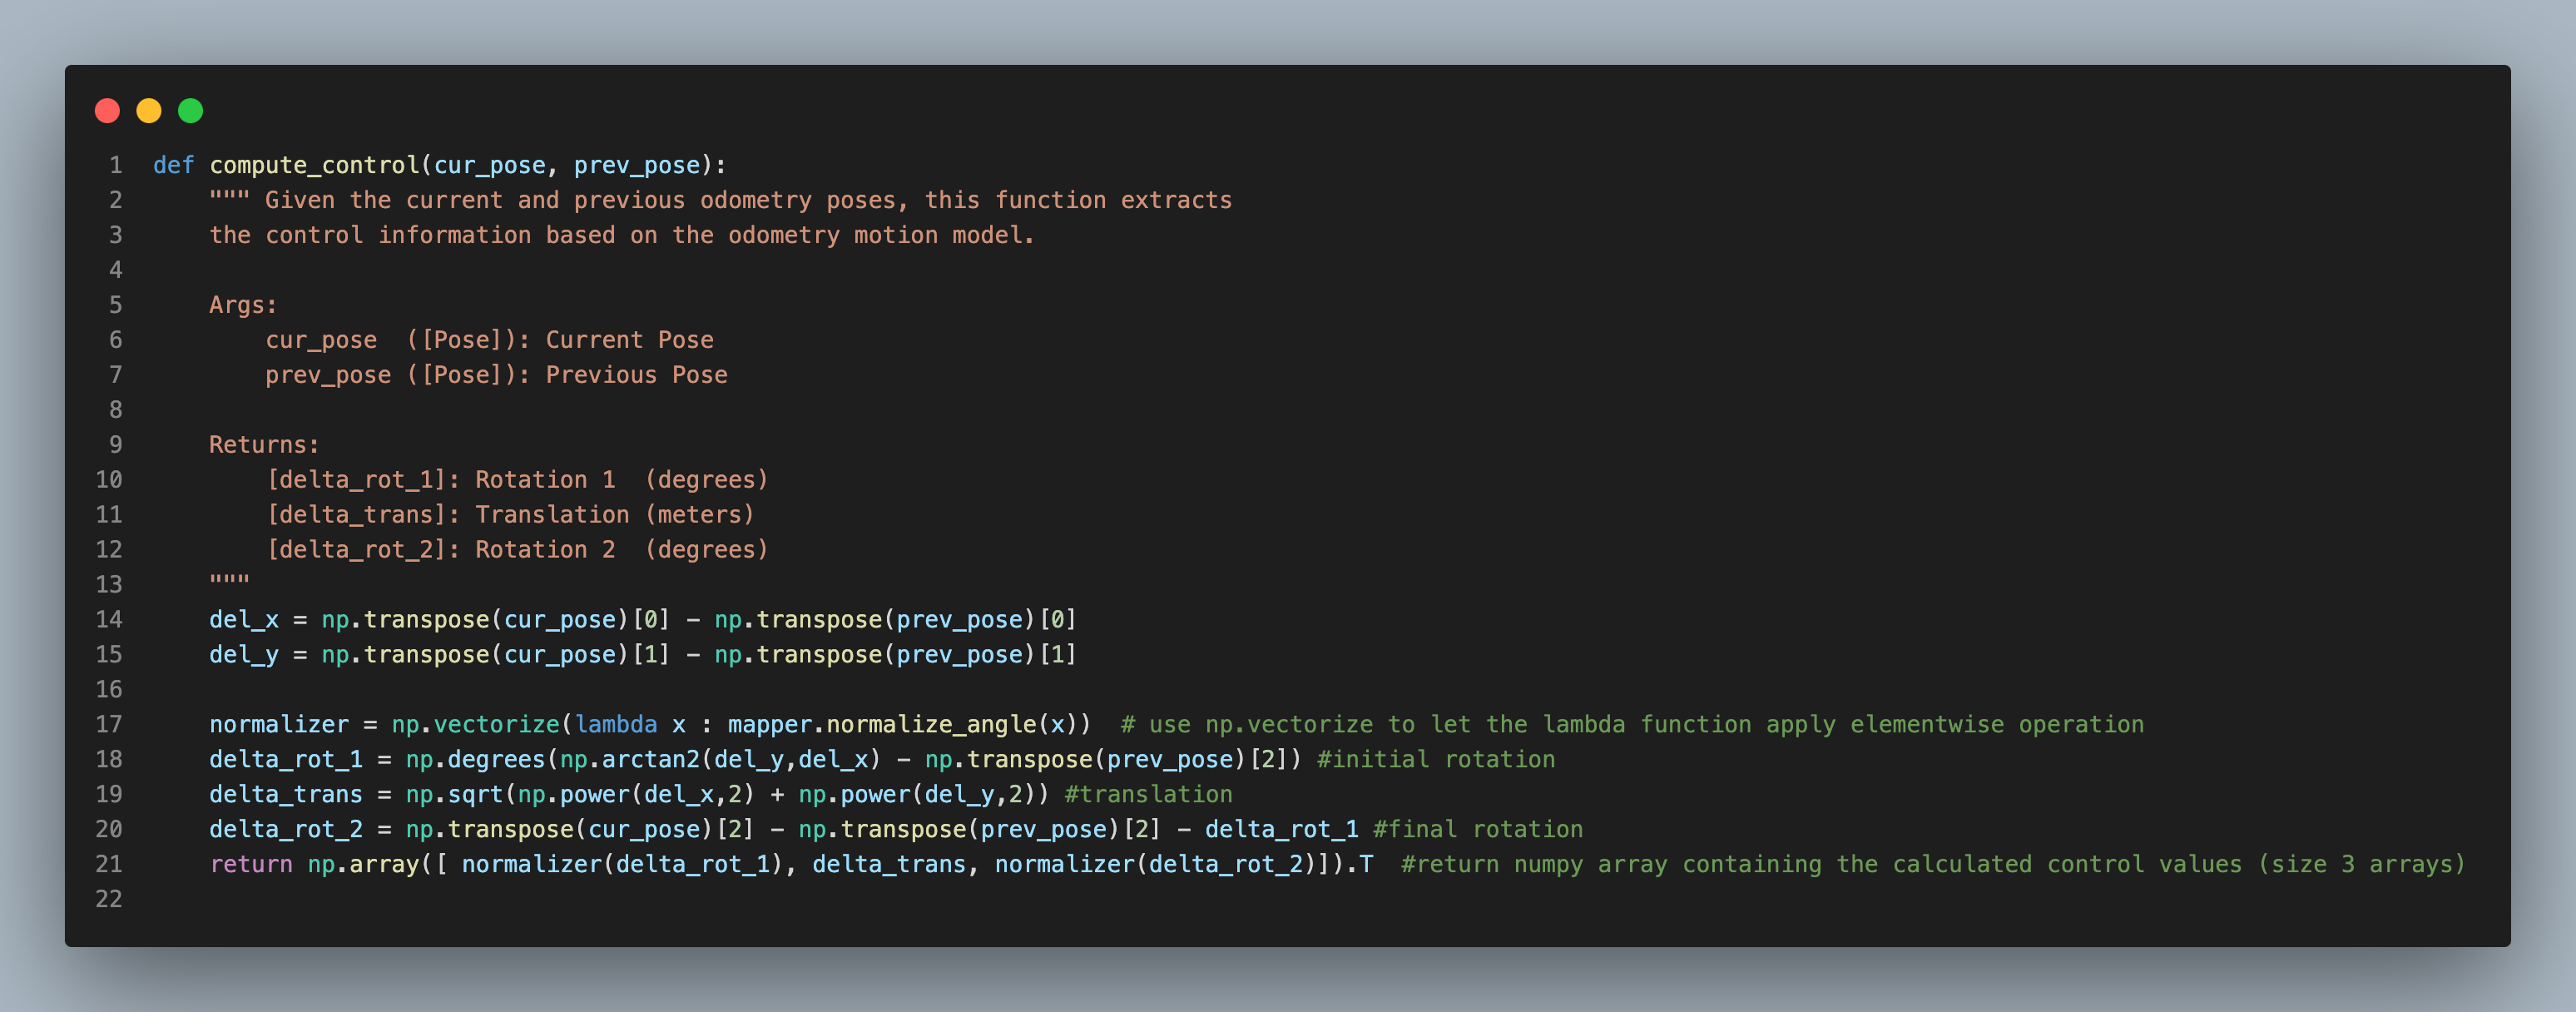 1 def compute_control(cur_pose, prev_pose):
2     """ Given the current and previous odometry poses, this function extracts
3     the control information based on the odometry motion model.
4
5     Args:
6         cur_pose  ([Pose]): Current Pose
7         prev_pose ([Pose]): Previous Pose
8
9     Returns:
10         [delta_rot_1]: Rotation 1  (degrees)
11         [delta_trans]: Translation (meters)
12         [delta_rot_2]: Rotation 2  (degrees)
13     """
14     del_x = np.transpose(cur_pose)[0] - np.transpose(prev_pose)[0]
15     del_y = np.transpose(cur_pose)[1] - np.transpose(prev_pose)[1]
16
17     normalizer = np.vectorize(lambda x : mapper.normalize_angle(x))  # use np.vectorize to let the lambda function apply elementwise operation
18     delta_rot_1 = np.degrees(np.arctan2(del_y,del_x) - np.transpose(prev_pose)[2]) #initial rotation
19     delta_trans = np.sqrt(np.power(del_x,2) + np.power(del_y,2)) #translation
20     delta_rot_2 = np.transpose(cur_pose)[2] - np.transpose(prev_pose)[2] - delta_rot_1 #final rotation
21     return np.array([ normalizer(delta_rot_1), delta_trans, normalizer(delta_rot_2)]).T  #return numpy array containing the calculated control values (size 3 arrays)
22